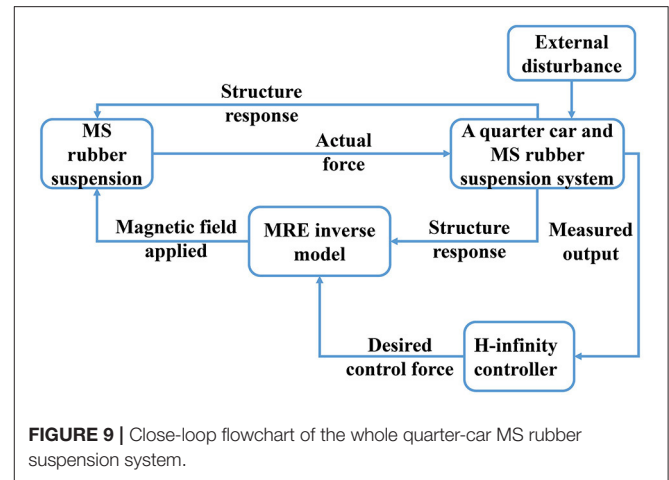 External
disturbance
Structure
response
MS
rubber
suspension
Actual
force
A quarter car and
MS rubber
suspension system
Magnetic field
applied
MRE inverse
model
Structure
response
Measured
output
Desired
control force
H-infinity
controller
FIGURE 9 | Close-loop flowchart of the whole quarter-car MS rubber
suspension system.